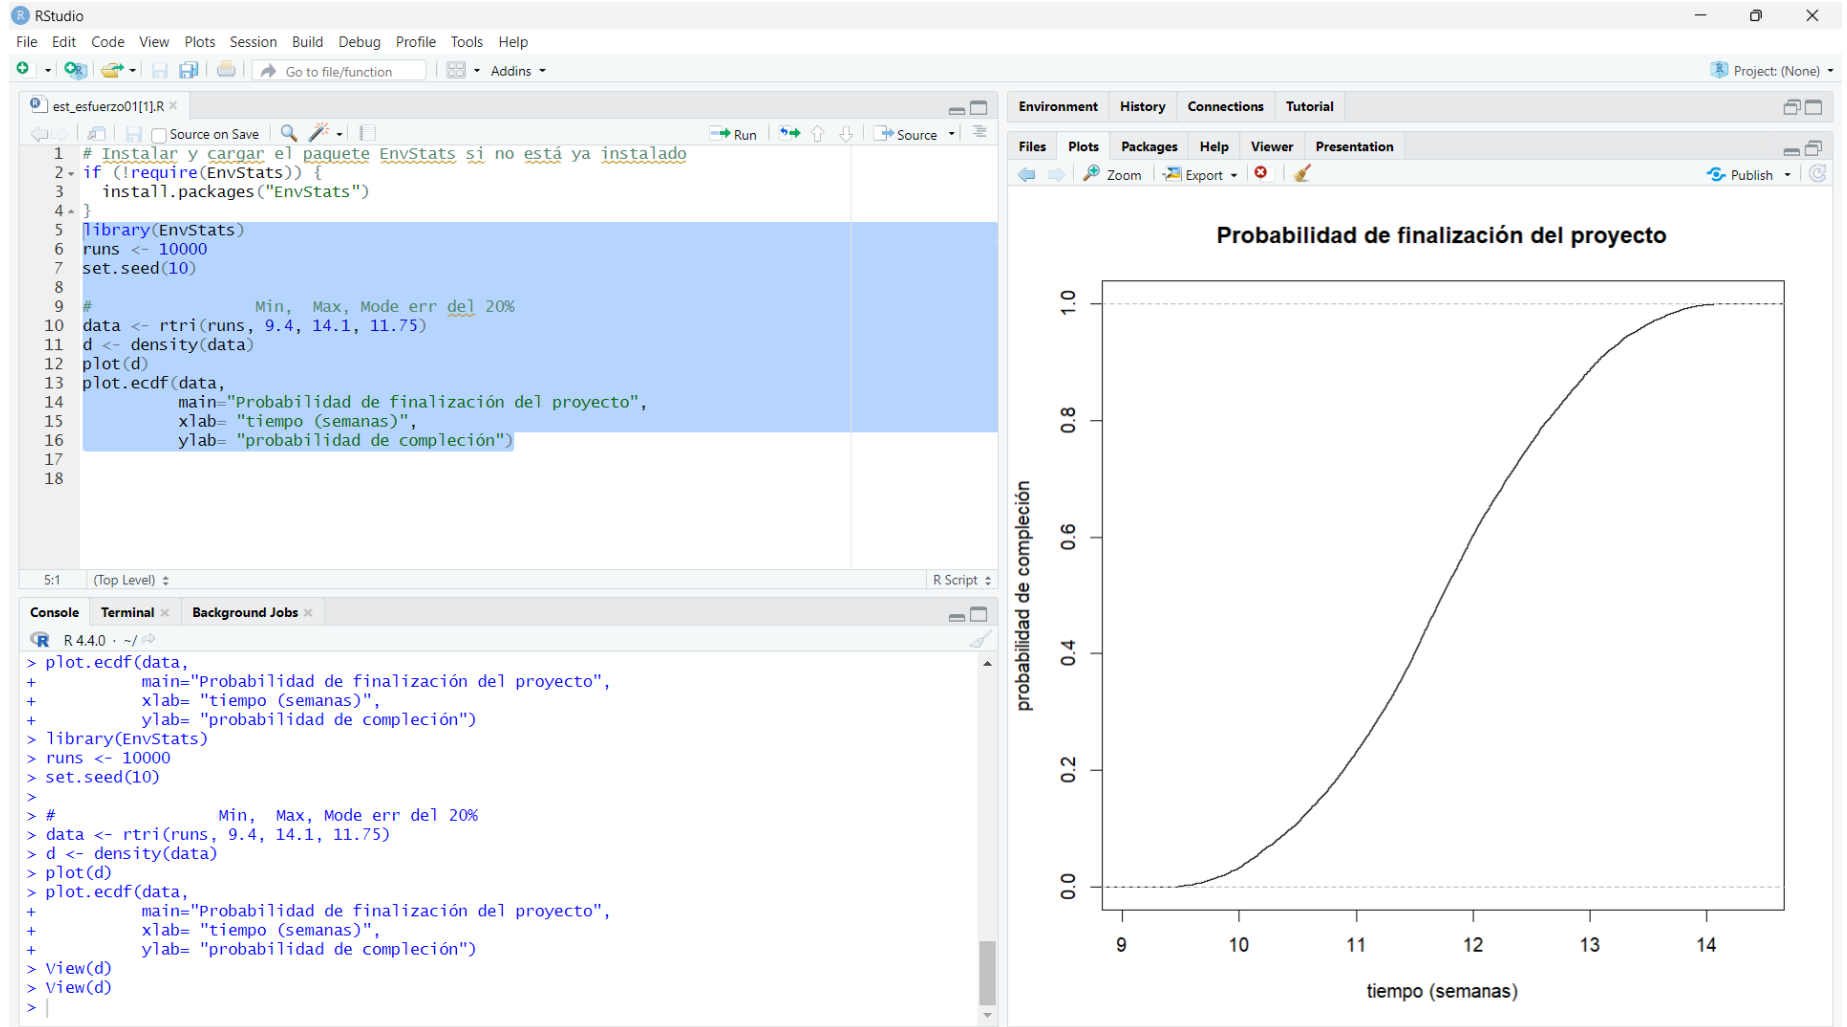 RStudio
File Edit Code View Plots Session Build Debug Profile Tools Help
Go to file/function Addins Project: (None)
est_esfuerzo01[1].R
Source on Save Run Source
1 # Instalar y cargar el paquete EnvStats si no está ya instalado
2 if (!require(EnvStats)) {
3 install.packages("EnvStats")
4 }
5 library(EnvStats)
6 runs <- 10000
7 set.seed(10)
8
9 # Min, Max, Mode err del 20%
10 data <- rtri(runs, 9.4, 14.1, 11.75)
11 d <- density(data)
12 plot(d)
13 plot.ecdf(data,
14 main="Probabilidad de finalización del proyecto",
15 xlab= "tiempo (semanas)",
16 ylab= "probabilidad de compleción")
17
18
5:1 (Top Level) R Script
Console Terminal Background Jobs
R 4.4.0 · ~/
> plot.ecdf(data,
+ main="Probabilidad de finalización del proyecto",
+ xlab= "tiempo (semanas)",
+ ylab= "probabilidad de compleción")
> library(EnvStats)
> runs <- 10000
> set.seed(10)
>
> # Min, Max, Mode err del 20%
> data <- rtri(runs, 9.4, 14.1, 11.75)
> d <- density(data)
> plot(d)
> plot.ecdf(data,
+ main="Probabilidad de finalización del proyecto",
+ xlab= "tiempo (semanas)",
+ ylab= "probabilidad de compleción")
> View(d)
> View(d)
>
Environment History Connections Tutorial
Files Plots Packages Help Viewer Presentation
Zoom Export Publish
Probabilidad de finalización del proyecto
probabilidad de compleción
1.0
0.8
0.6
0.4
0.2
0.0
9 10 11 12 13 14
tiempo (semanas)